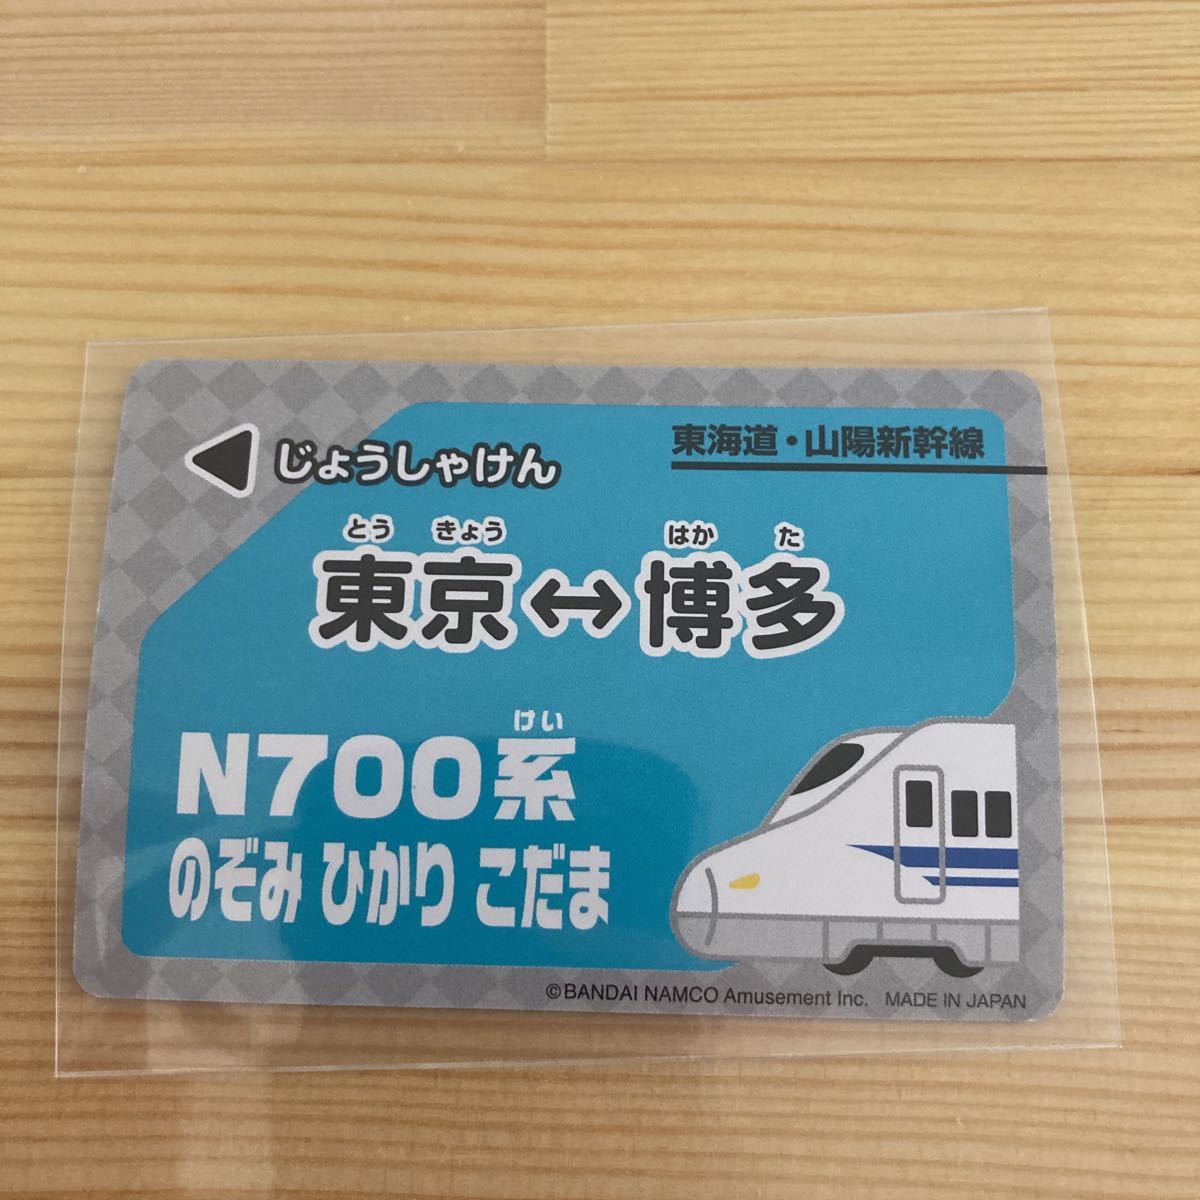 じょうしゃけん
東海道・山陽新幹線
とう きょう はか た
東京↔博多
けい
N700系
のぞみ ひかり こだま
©BANDAI NAMCO Amusement Inc. MADE IN JAPAN